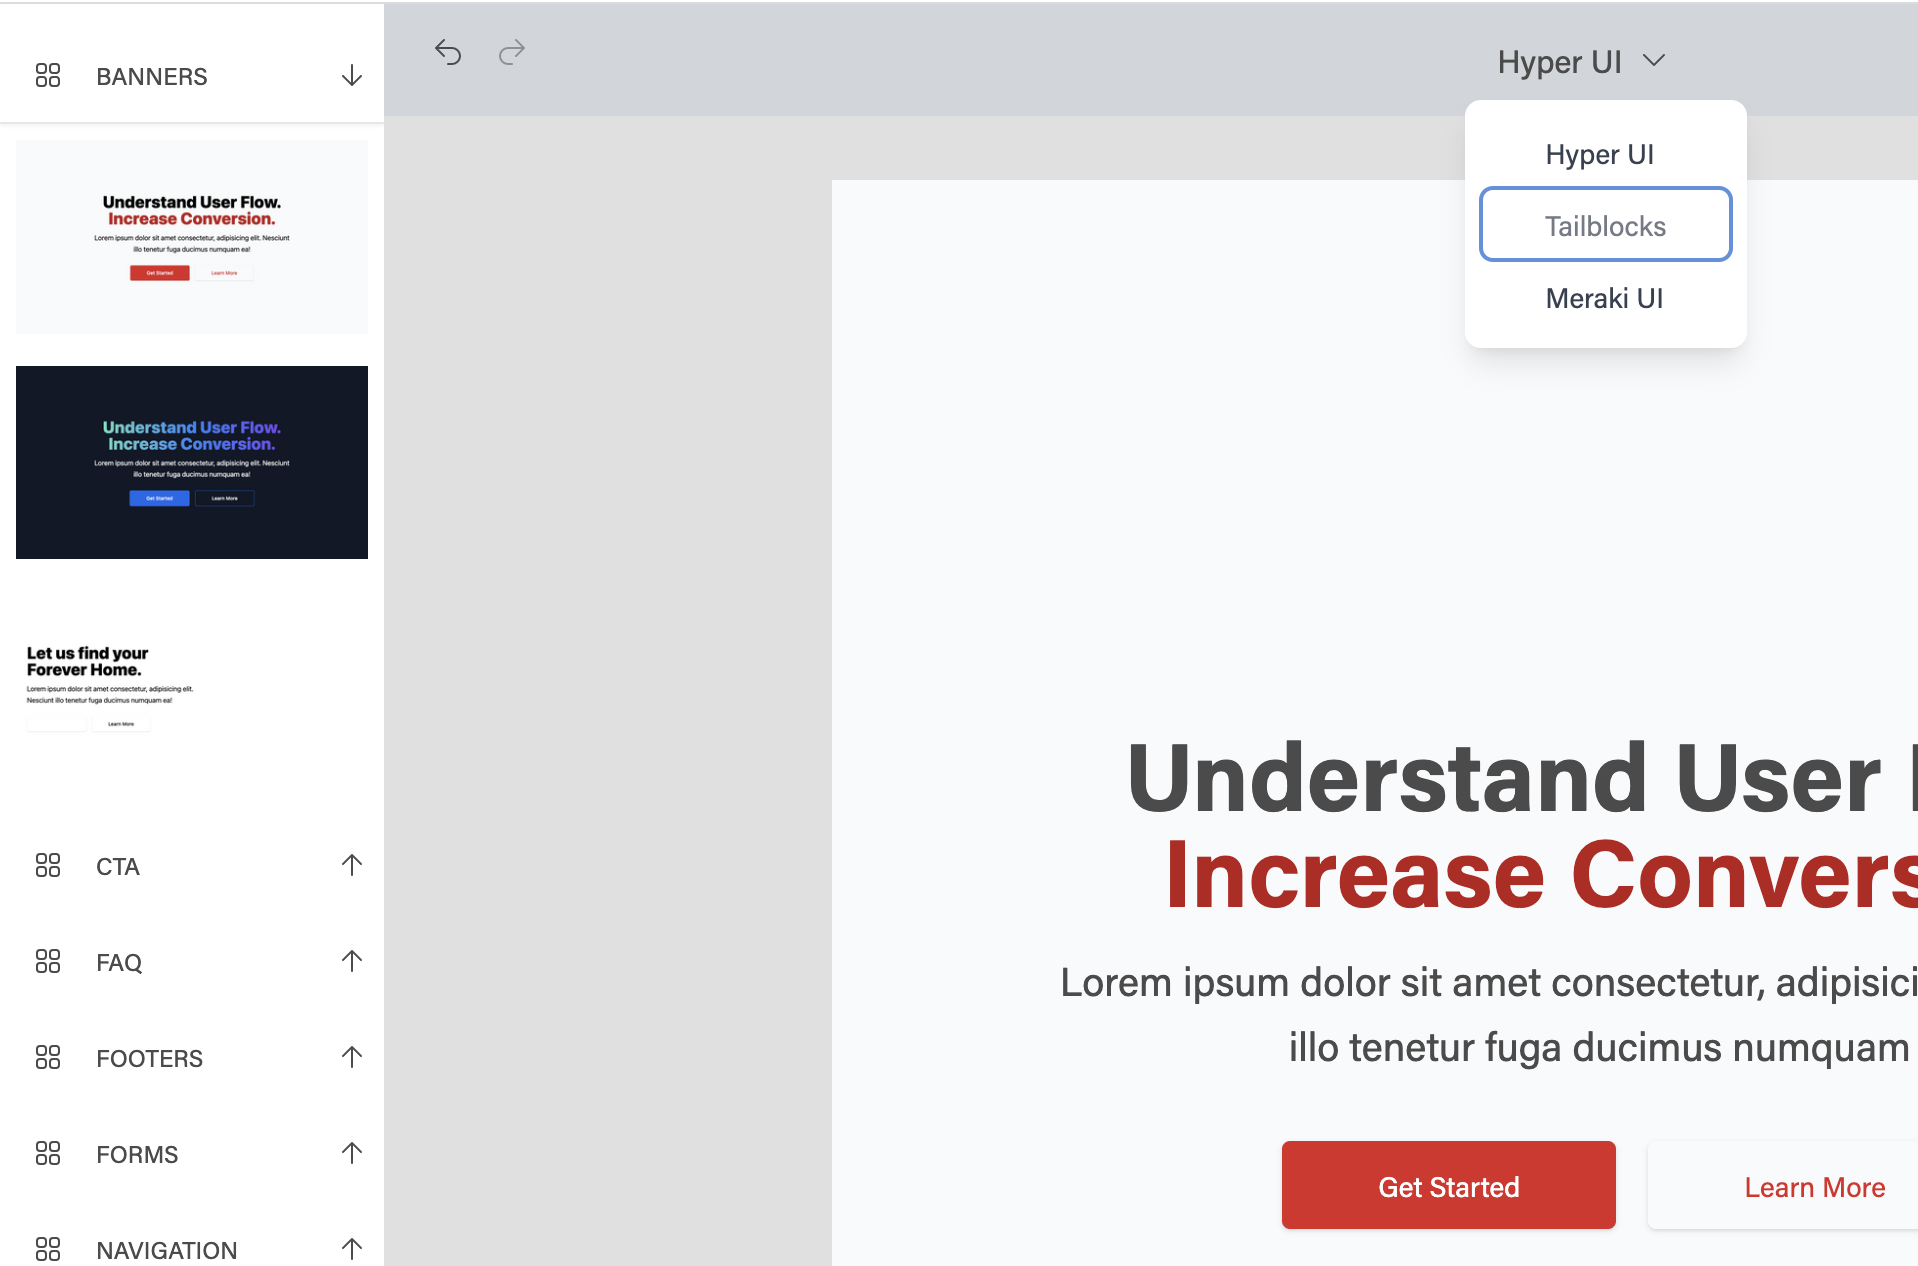 BANNERS
Understand User Flow.
Increase Conversion.
Lorem ipsum dolor sit amet consectetur, adipisicing elit. Nesciunt
illo tenetur fuga ducimus numquam ea!
Get Started
Learn More
Understand User Flow.
Increase Conversion.
Lorem ipsum dolor sit amet consectetur, adipisicing elit. Nesciunt
illo tenetur fuga ducimus numquam ea!
Get Started
Learn More
Let us find your
Forever Home.
Lorem ipsum dolor sit amet consectetur, adipisicing elit.
Nesciunt illo tenetur fuga ducimus numquam ea!
Learn More
CTA
FAQ
FOOTERS
FORMS
NAVIGATION
Hyper UI
Hyper UI
Tailblocks
Meraki UI
Understand User
Increase Convers
Lorem ipsum dolor sit amet consectetur, adipisici
illo tenetur fuga ducimus numquam
Get Started
Learn More